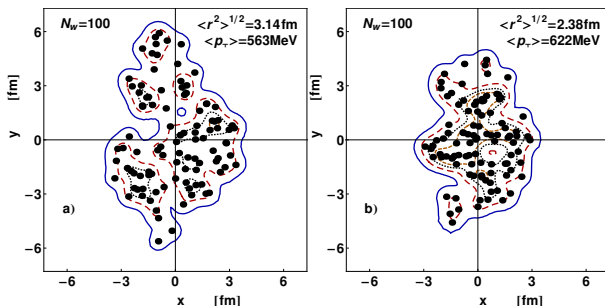 N_w=100
<r²>^1/2=3.14fm
<p_T>=563MeV
y [fm]
6
3
0
−3
−6
a)
−6 −3 0 3 6
x [fm]
N_w=100
<r²>^1/2=2.38fm
<p_T>=622MeV
y [fm]
6
3
0
−3
−6
b)
−6 −3 0 3 6
x [fm]